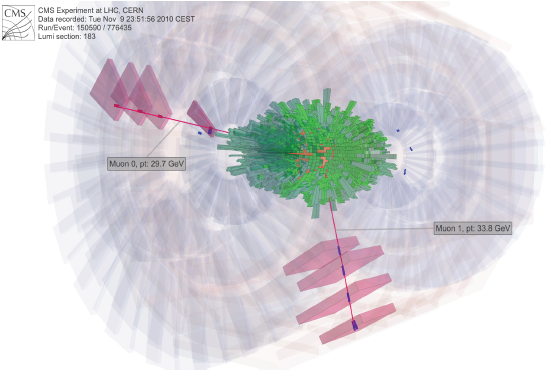 CMS
CMS Experiment at LHC, CERN
Data recorded: Tue Nov 9 23:51:56 2010 CEST
Run/Event: 150590 / 776435
Lumi section: 183
Muon 0, pt: 29.7 GeV
Muon 1, pt: 33.8 GeV